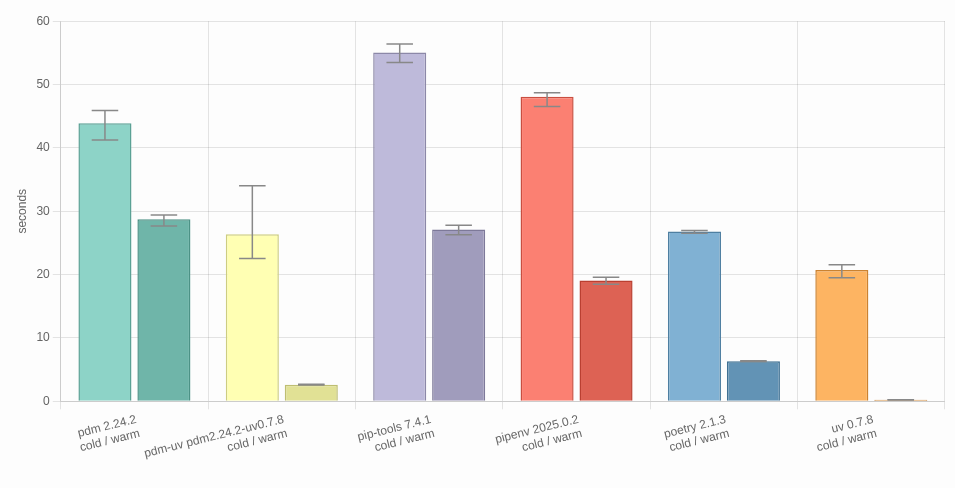 60
50
40
30
20
10
0
seconds
pdm 2.24.2
cold / warm
pdm-uv pdm2.24.2-uv0.7.8
cold / warm
pip-tools 7.4.1
cold / warm
pipenv 2025.0.2
cold / warm
poetry 2.1.3
cold / warm
uv 0.7.8
cold / warm